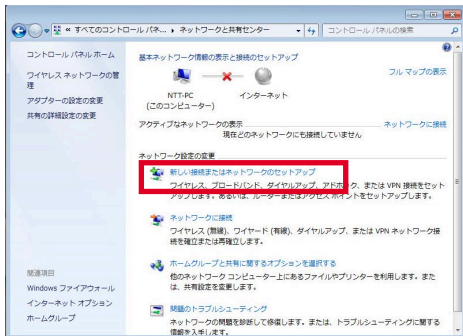 « すべてのコントロール パネ... ▸ ネットワークと共有センター
コントロール パネルの検索
コントロール パネル ホーム
ワイヤレス ネットワークの管
理
アダプターの設定の変更
共有の詳細設定の変更
基本ネットワーク情報の表示と接続のセットアップ
フル マップの表示
NTT-PC
(このコンピューター)
インターネット
アクティブなネットワークの表示
ネットワークに接続
現在どのネットワークにも接続していません
ネットワーク設定の変更
新しい接続またはネットワークのセットアップ
ワイヤレス、ブロードバンド、ダイヤルアップ、アドホック、または VPN 接続をセット
アップします。あるいは、ルーターまたはアクセス ポイントをセットアップします。
ネットワークに接続
ワイヤレス (無線)、ワイヤード (有線)、ダイヤルアップ、または VPN ネットワーク接
続を確立または再確立します。
ホームグループと共有に関するオプションを選択する
他のネットワーク コンピューター上にあるファイルやプリンターを利用します。また
は、共有設定を変更します。
問題のトラブルシューティング
ネットワークの問題を診断して修復します。または、トラブルシューティングに関する
情報を入手します。
関連項目
Windows ファイアウォール
インターネット オプション
ホームグループ